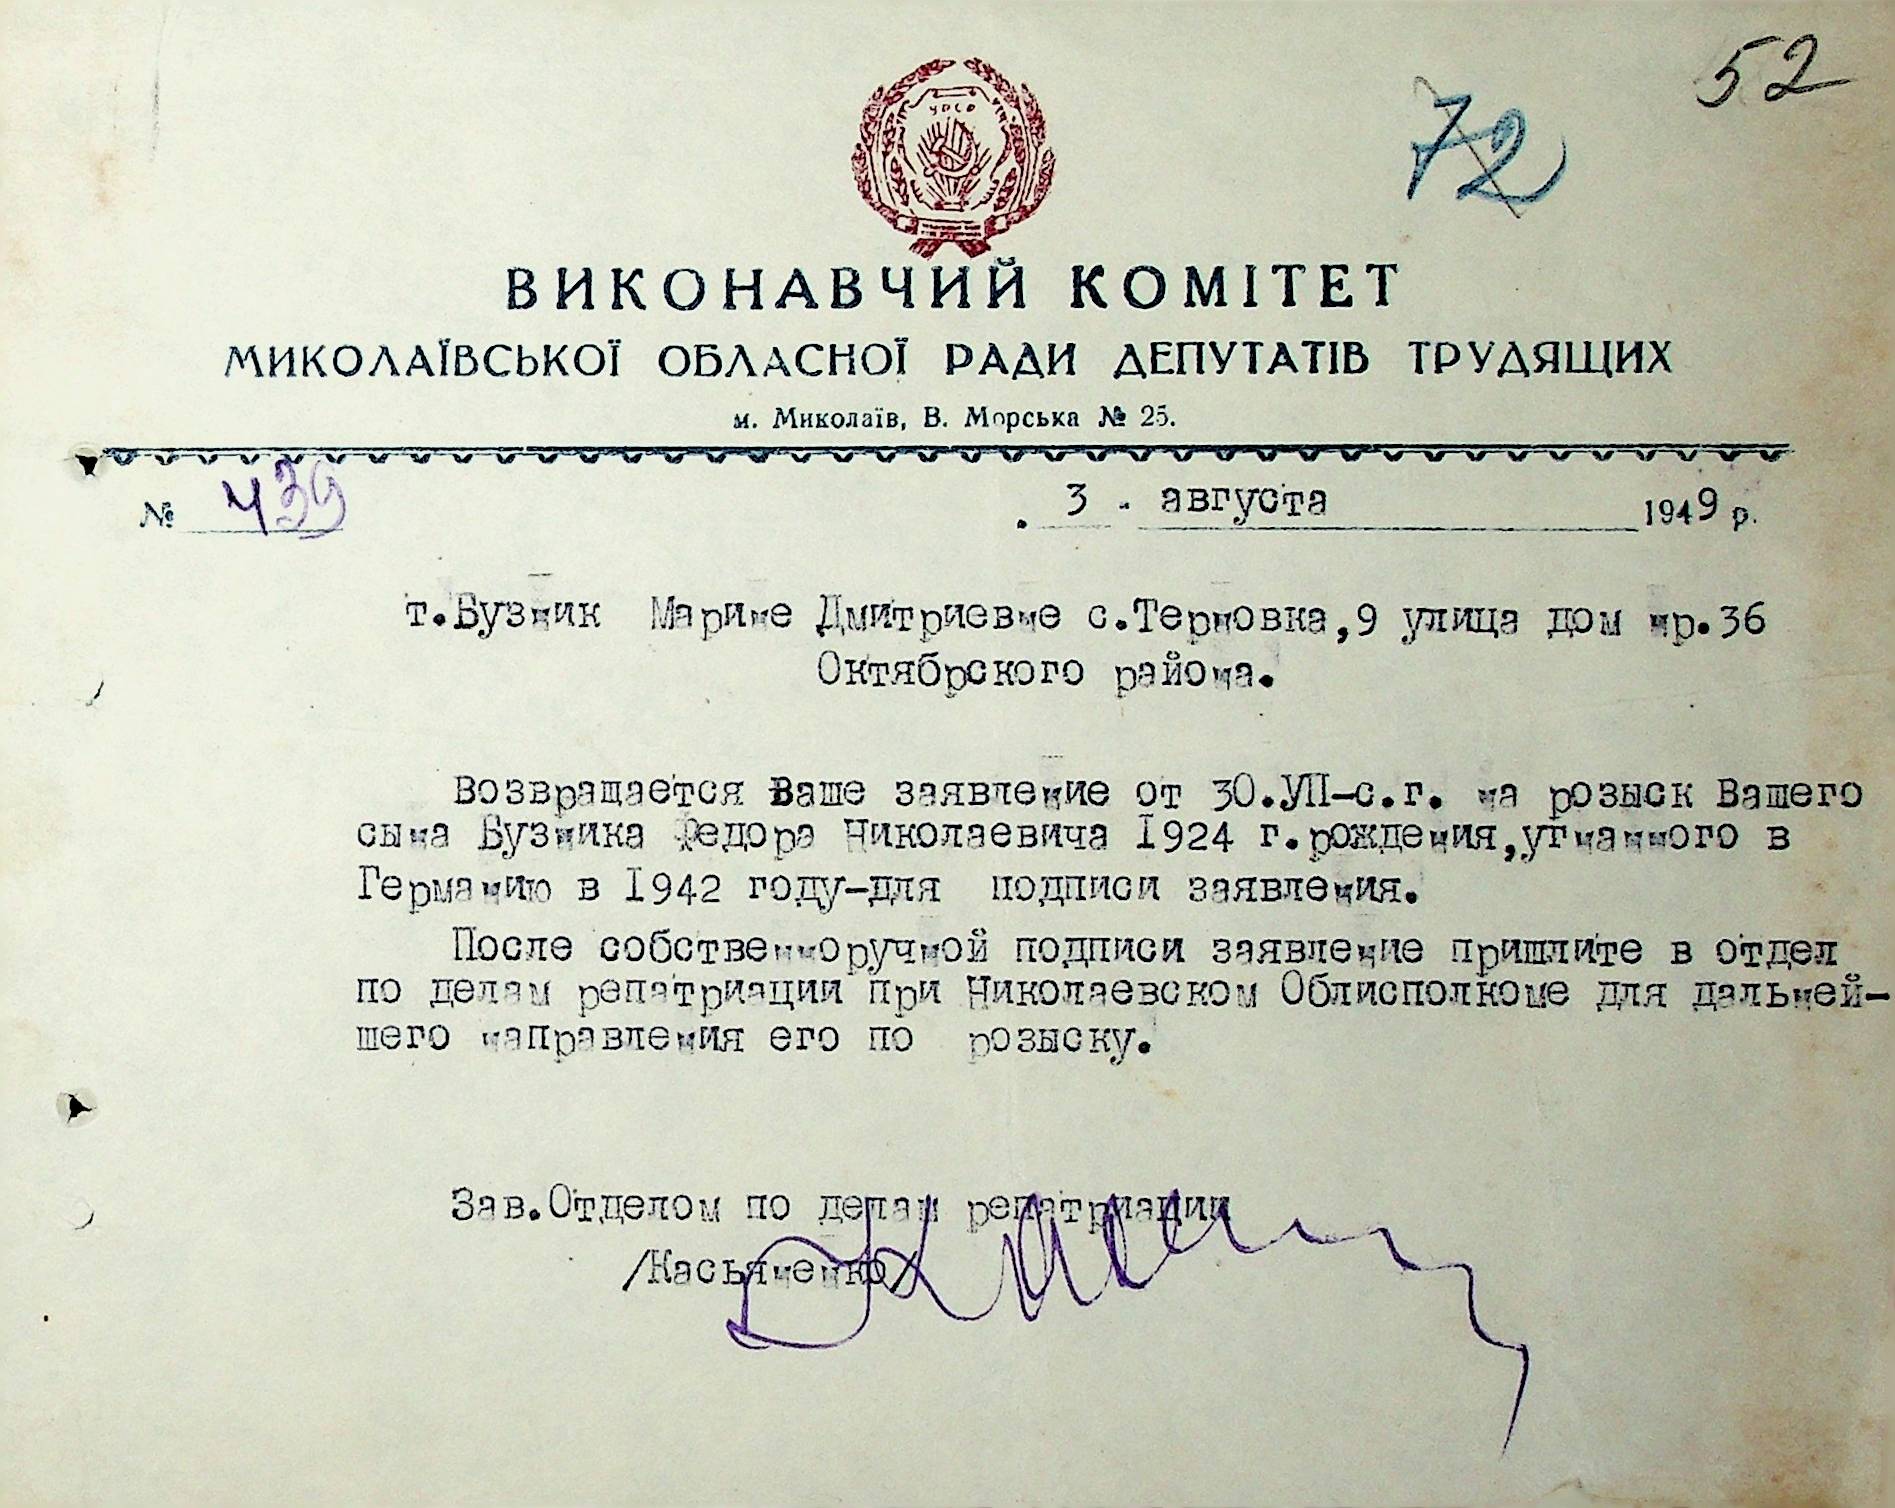 52
72
УРСР
ВИКОНАВЧИЙ КОМІТЕТ
МИКОЛАЇВСЬКОЇ ОБЛАСНОЇ РАДИ ДЕПУТАТІВ ТРУДЯЩИХ
м. Миколаїв, В. Морська № 25.
№ 439 3 - августа 1949 р.
т.Бузник Марине Дмитриевне с.Терновка,9 улица дом нр.36
Октябрского района.
возвращается Ваше заявление от 30.УП-с.г. на розыск Вашего
сына Бузника Федора Николаевича 1924 г.рождения,угнанного в
Германию в 1942 году-для подписи заявления.
После собственноручной подписи заявление пришлите в отдел
по делам репатриации при Николаевском Облисполкоме для дальней-
шего направления его по розыску.
Зав.Отделом по делам репатриации
/Касьяненко/